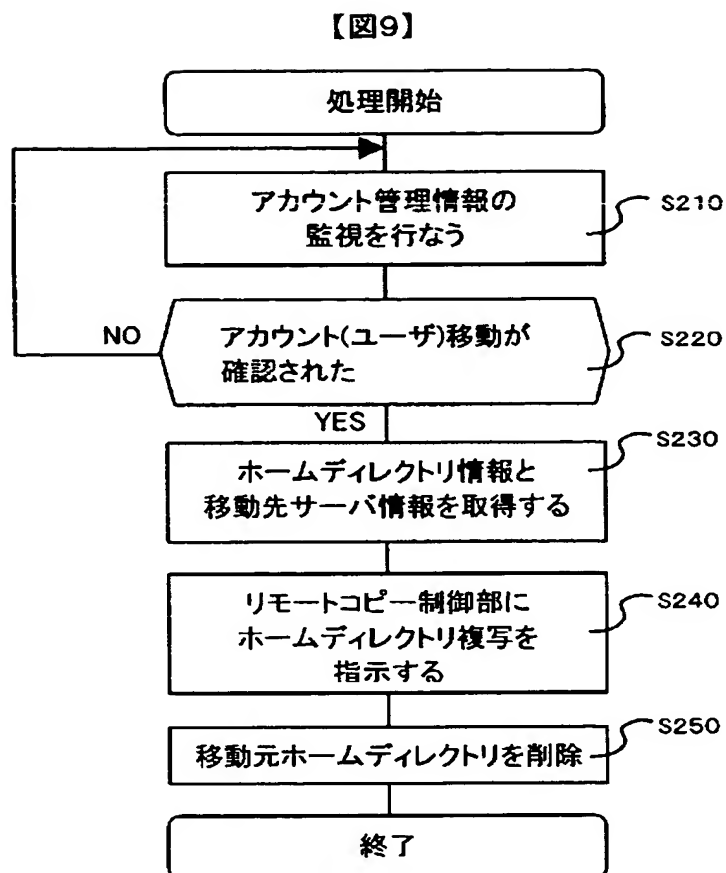 【図9】
処理開始
アカウント管理情報の
監視を行なう
S210
NO
アカウント(ユーザ)移動が
確認された
S220
YES
S230
ホームディレクトリ情報と
移動先サーバ情報を取得する
リモートコピー制御部に
ホームディレクトリ複写を
指示する
S240
S250
移動元ホームディレクトリを削除
終了